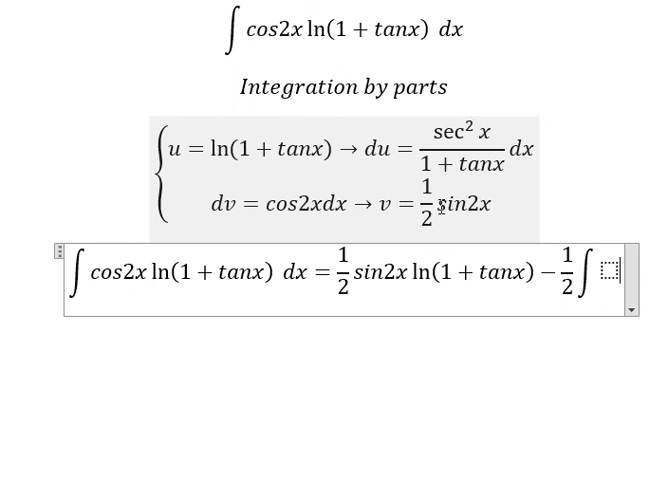 ∫ cos2x ln(1 + tanx) dx
Integration by parts
u = ln(1 + tanx) → du = sec² x / (1 + tanx) dx
dv = cos2xdx → v = 1/2 sin2x
∫ cos2x ln(1 + tanx) dx = 1/2 sin2x ln(1 + tanx) − 1/2 ∫